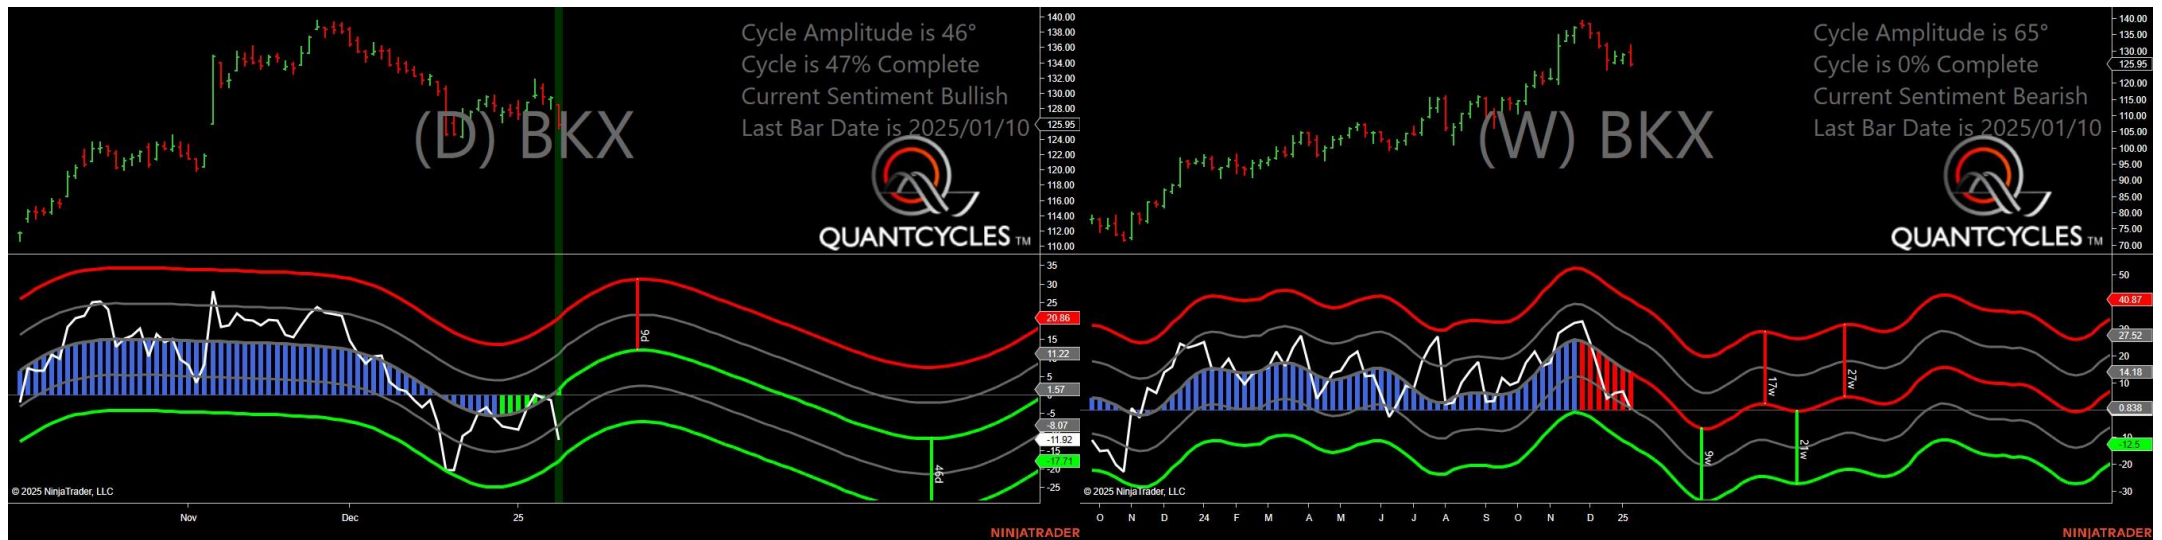 Cycle Amplitude is 46°
Cycle is 47% Complete
Current Sentiment Bullish
Last Bar Date is 2025/01/10
(D) BKX
QUANTCYCLES TM
140.00
138.00
136.00
134.00
132.00
130.00
128.00
125.95
124.00
122.00
120.00
118.00
116.00
114.00
112.00
110.00
35
30
25
20.86
15
11.22
5
1.57
-5
-8.07
-11.92
-17.71
-20
-25
9d
46d
© 2025 NinjaTrader, LLC
Nov
Dec
25
NINJATRADER
Cycle Amplitude is 65°
Cycle is 0% Complete
Current Sentiment Bearish
Last Bar Date is 2025/01/10
(W) BKX
QUANTCYCLES TM
140.00
135.00
130.00
125.95
120.00
115.00
110.00
105.00
100.00
95.00
90.00
85.00
80.00
75.00
70.00
50
40.87
27.52
20
14.18
10
0.838
-12.5
-20
-30
17w
27w
9w
21w
© 2025 NinjaTrader, LLC
O N D 24 F M A M J J A S O N D 25
NINJATRADER